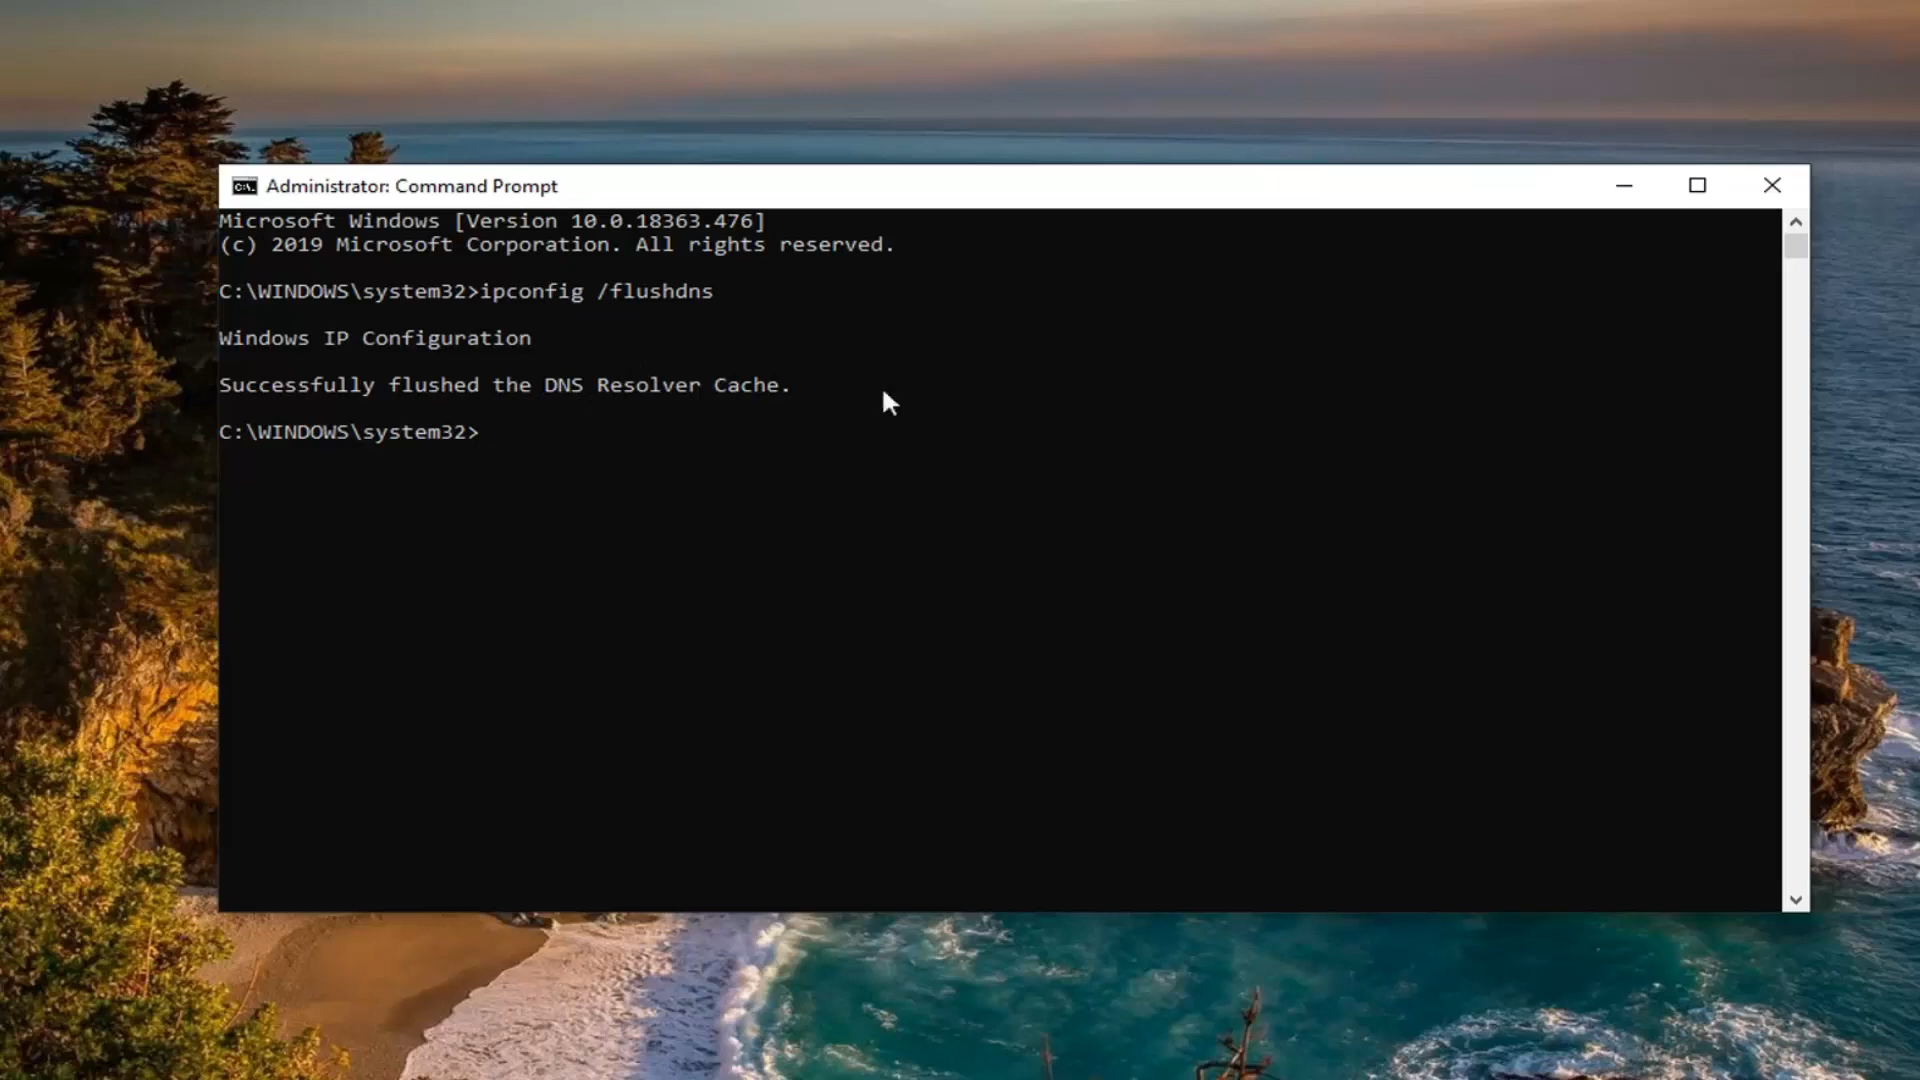 Administrator: Command Prompt
Microsoft Windows [Version 10.0.18363.476]
(c) 2019 Microsoft Corporation. All rights reserved.
C:\WINDOWS\system32>ipconfig /flushdns
Windows IP Configuration
Successfully flushed the DNS Resolver Cache.
C:\WINDOWS\system32>